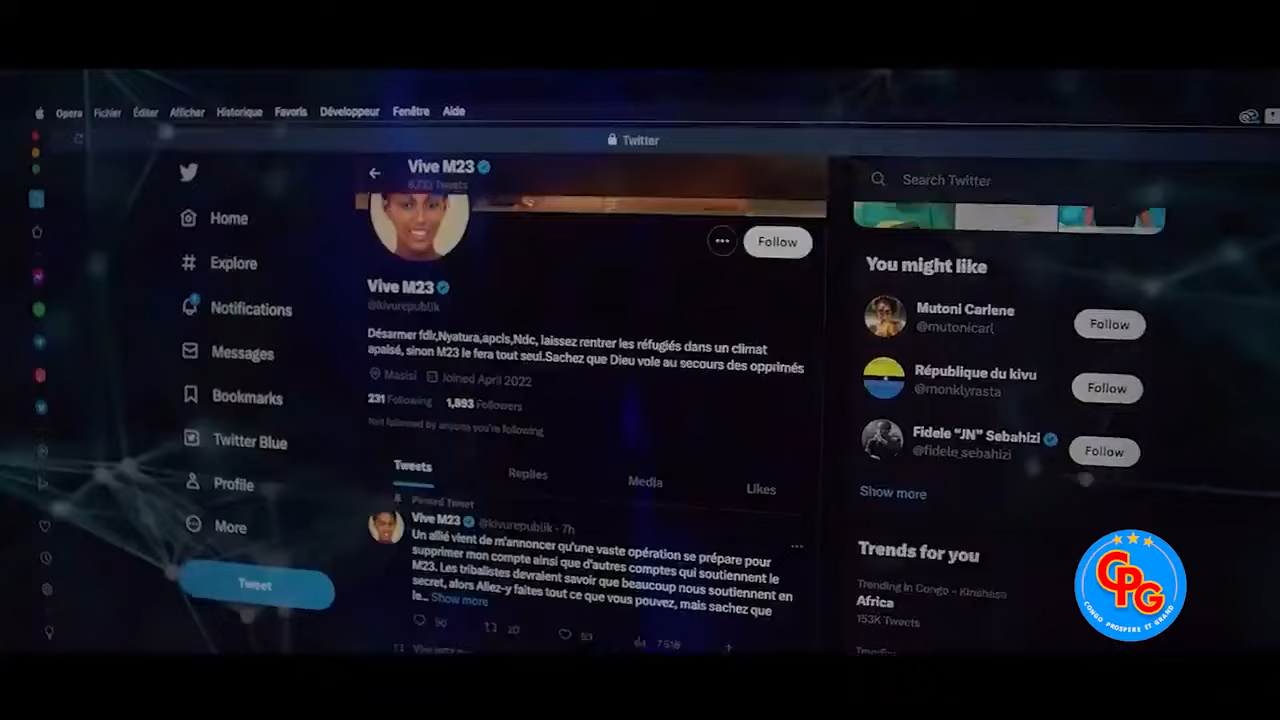 Opera Fichier Éditer Afficher Historique Favoris Développeur Fenêtre Aide
Twitter
Vive M23
8,733 Tweets
Search Twitter
Home
Explore
Notifications
Messages
Bookmarks
Twitter Blue
Profile
More
Tweet
Follow
Vive M23
@kivurepublik
Désarmer fdlr,Nyatura,apcls,Ndc, laissez rentrer les réfugiés dans un climat
apaisé, sinon M23 le fera tout seul.Sachez que Dieu vole au secours des opprimés
Masisi Joined April 2022
231 Following 1,893 Followers
Not followed by anyone you're following
Tweets Replies Media Likes
Pinned Tweet
Vive M23 @kivurepublik · 7h
Un allié vient de m'annoncer qu'une vaste opération se prépare pour
supprimer mon compte ainsi que d'autres comptes qui soutiennent le
M23. Les tribalistes devraient savoir que beaucoup nous soutiennent en
secret, alors Allez-y faites tout ce que vous pouvez, mais sachez que
le... Show more
You might like
Mutoni Carlene
@mutonicarl
Follow
République du kivu
@monklyrasta
Follow
Fidele "JN" Sebahizi
@fidele_sebahizi
Follow
Show more
Trends for you
Trending in Congo - Kinshasa
Africa
153K Tweets
CPG
CONGO PROSPERE ET GRAND